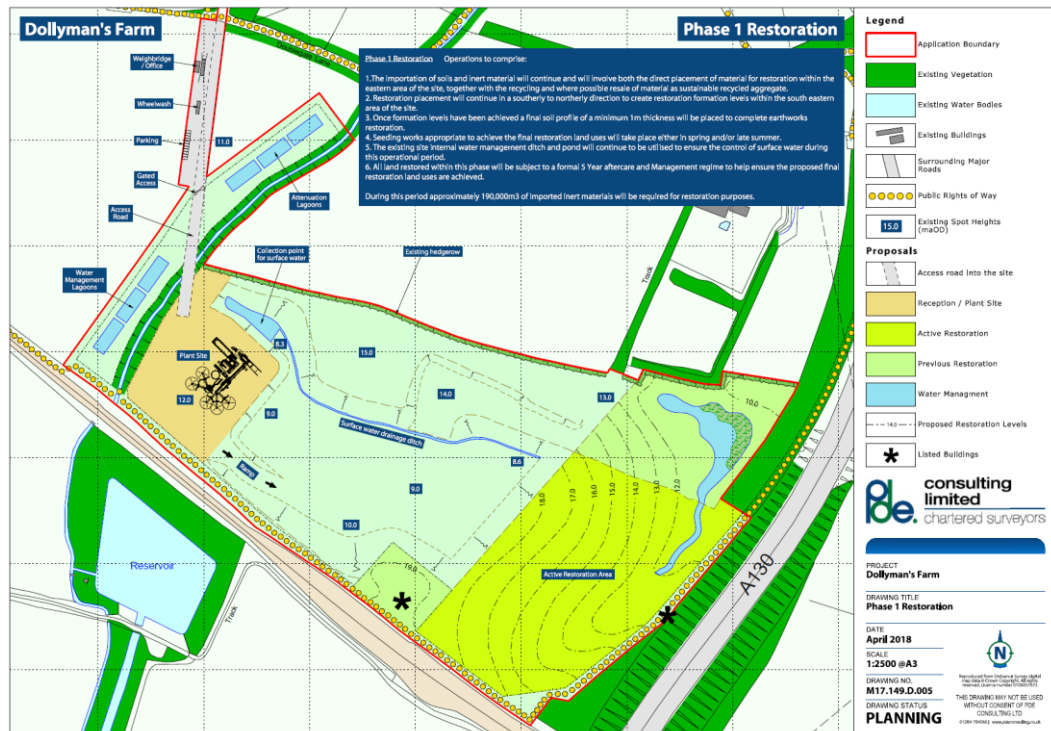 Dollyman's Farm
Phase 1 Restoration
Phase 1 Restoration Operations to comprise:
1.The importation of soils and inert material will continue and will involve both the direct placement of material for restoration within the
eastern area of the site, together with the recycling and where possible resale of material as sustainable recycled aggregate.
2. Restoration placement will continue in a southerly to northerly direction to create restoration formation levels within the south eastern
area of the site.
3. Once formation levels have been achieved a final soil profile of a minimum 1m thickness will be placed to complete earthworks
restoration.
4. Seeding works appropriate to achieve the final restoration land uses will take place either in spring and/or late summer.
5. The existing site internal water management ditch and pond will continue to be utilised to ensure the control of surface water during
this operational period.
6. All land restored within this phase will be subject to a formal 5 Year aftercare and Management regime to help ensure the proposed final
restoration land uses are achieved.
During this period approximately 190,000m3 of imported inert materials will be required for restoration purposes.
Weighbridge
/ Office
Wheelwash
Parking
11.0
Gated
Access
Access
Road
Attenuation
Lagoons
Water
Management
Lagoons
Collection point
for surface water
Existing hedgerow
Track
Plant Site
12.0
8.3
15.0
14.0
13.0
10.0
9.0
Surface water drainage ditch
8.6
Ramp
9.0
10.0
18.0
17.0
16.0
15.0
14.0
13.0
12.0
19.0
Active Restoration Area
Reservoir
Track
A130
Legend
Application Boundary
Existing Vegetation
Existing Water Bodies
Existing Buildings
Surrounding Major
Roads
Public Rights of Way
15.0
Existing Spot Heights
(maOD)
Proposals
Access road into the site
Reception / Plant Site
Active Restoration
Previous Restoration
Water Managment
14.0
Proposed Restoration Levels
Listed Buildings
pde.
consulting
limited
chartered surveyors
PROJECT
Dollyman's Farm
DRAWING TITLE
Phase 1 Restoration
DATE
April 2018
SCALE
1:2500 @A3
DRAWING NO.
M17.149.D.005
DRAWING STATUS
PLANNING
N
THIS DRAWING MAY NOT BE USED
WITHOUT CONSENT OF PDE
CONSULTING LTD